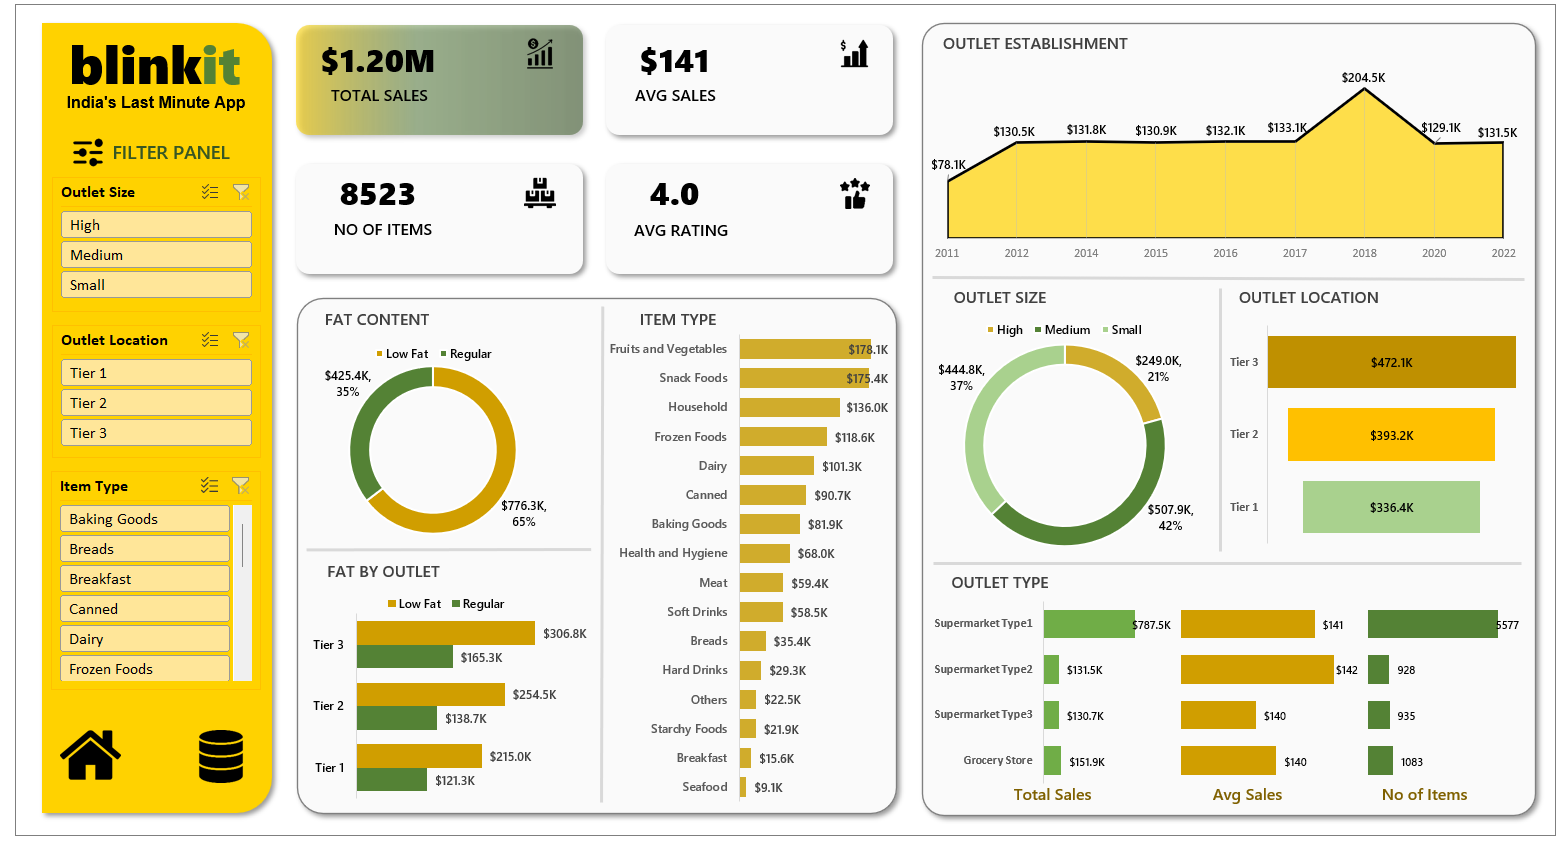 blinkit
India's Last Minute App
FILTER PANEL
Outlet Size
High
Medium
Small
Outlet Location
Tier 1
Tier 2
Tier 3
Item Type
Baking Goods
Breads
Breakfast
Canned
Dairy
Frozen Foods
$1.20M
TOTAL SALES
$141
AVG SALES
8523
NO OF ITEMS
4.0
AVG RATING
FAT CONTENT
Low Fat Regular
$425.4K,
35%
$776.3K,
65%
FAT BY OUTLET
Low Fat Regular
Tier 3 $306.8K
$165.3K
Tier 2 $254.5K
$138.7K
Tier 1 $215.0K
$121.3K
ITEM TYPE
Fruits and Vegetables $178.1K
Snack Foods $175.4K
Household $136.0K
Frozen Foods $118.6K
Dairy $101.3K
Canned $90.7K
Baking Goods $81.9K
Health and Hygiene $68.0K
Meat $59.4K
Soft Drinks $58.5K
Breads $35.4K
Hard Drinks $29.3K
Others $22.5K
Starchy Foods $21.9K
Breakfast $15.6K
Seafood $9.1K
OUTLET ESTABLISHMENT
$78.1K $130.5K $131.8K $130.9K $132.1K $133.1K $204.5K $129.1K $131.5K
2011 2012 2014 2015 2016 2017 2018 2020 2022
OUTLET SIZE
High Medium Small
$249.0K,
21%
$444.8K,
37%
$507.9K,
42%
OUTLET LOCATION
Tier 3 $472.1K
Tier 2 $393.2K
Tier 1 $336.4K
OUTLET TYPE
Supermarket Type1 $787.5K $141 5577
Supermarket Type2 $131.5K $142 928
Supermarket Type3 $130.7K $140 935
Grocery Store $151.9K $140 1083
Total Sales Avg Sales No of Items